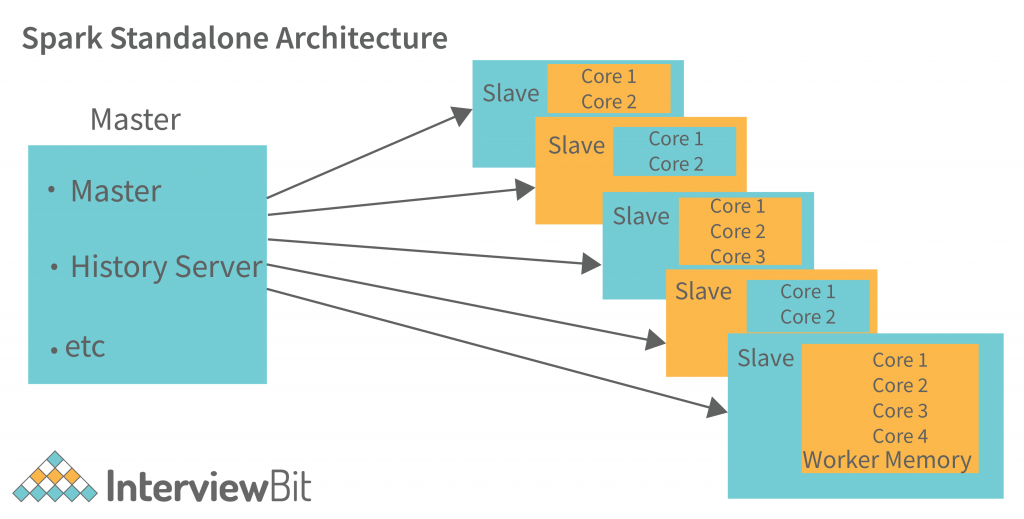 Spark Standalone Architecture
Master
• Master
• History Server
• etc
Slave
Core 1
Core 2
Slave
Core 1
Core 2
Slave
Core 1
Core 2
Core 3
Slave
Core 1
Core 2
Slave
Core 1
Core 2
Core 3
Core 4
Worker Memory
InterviewBit